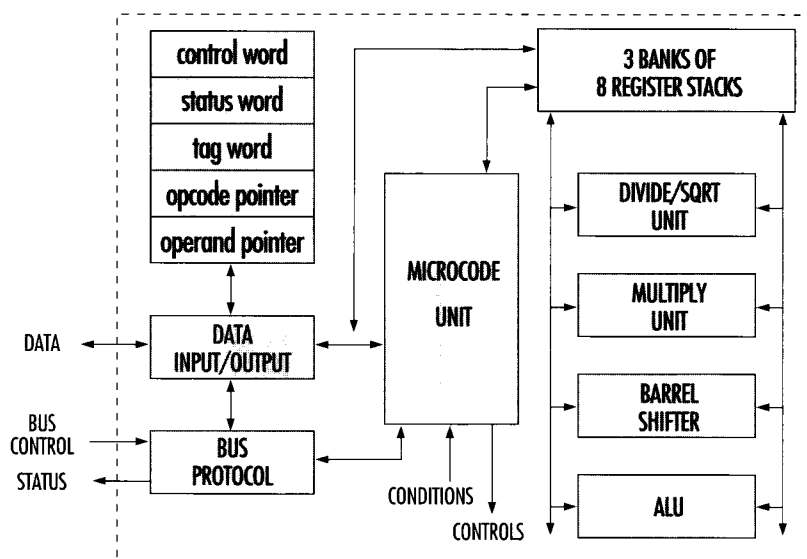 control word
status word
tag word
opcode pointer
operand pointer
3 BANKS OF
8 REGISTER STACKS
DIVIDE/SQRT
UNIT
MICROCODE
UNIT
MULTIPLY
UNIT
DATA
DATA
INPUT/OUTPUT
BARREL
SHIFTER
BUS
CONTROL
STATUS
BUS
PROTOCOL
CONDITIONS
CONTROLS
ALU